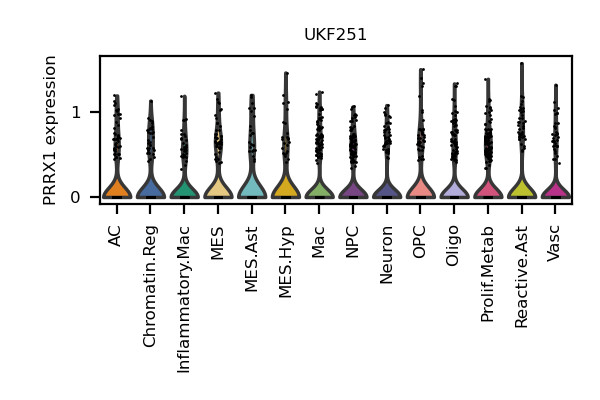 UKF251
PRRX1 expression
1
0
AC
Chromatin.Reg
Inflammatory.Mac
MES
MES.Ast
MES.Hyp
Mac
NPC
Neuron
OPC
Oligo
Prolif.Metab
Reactive.Ast
Vasc